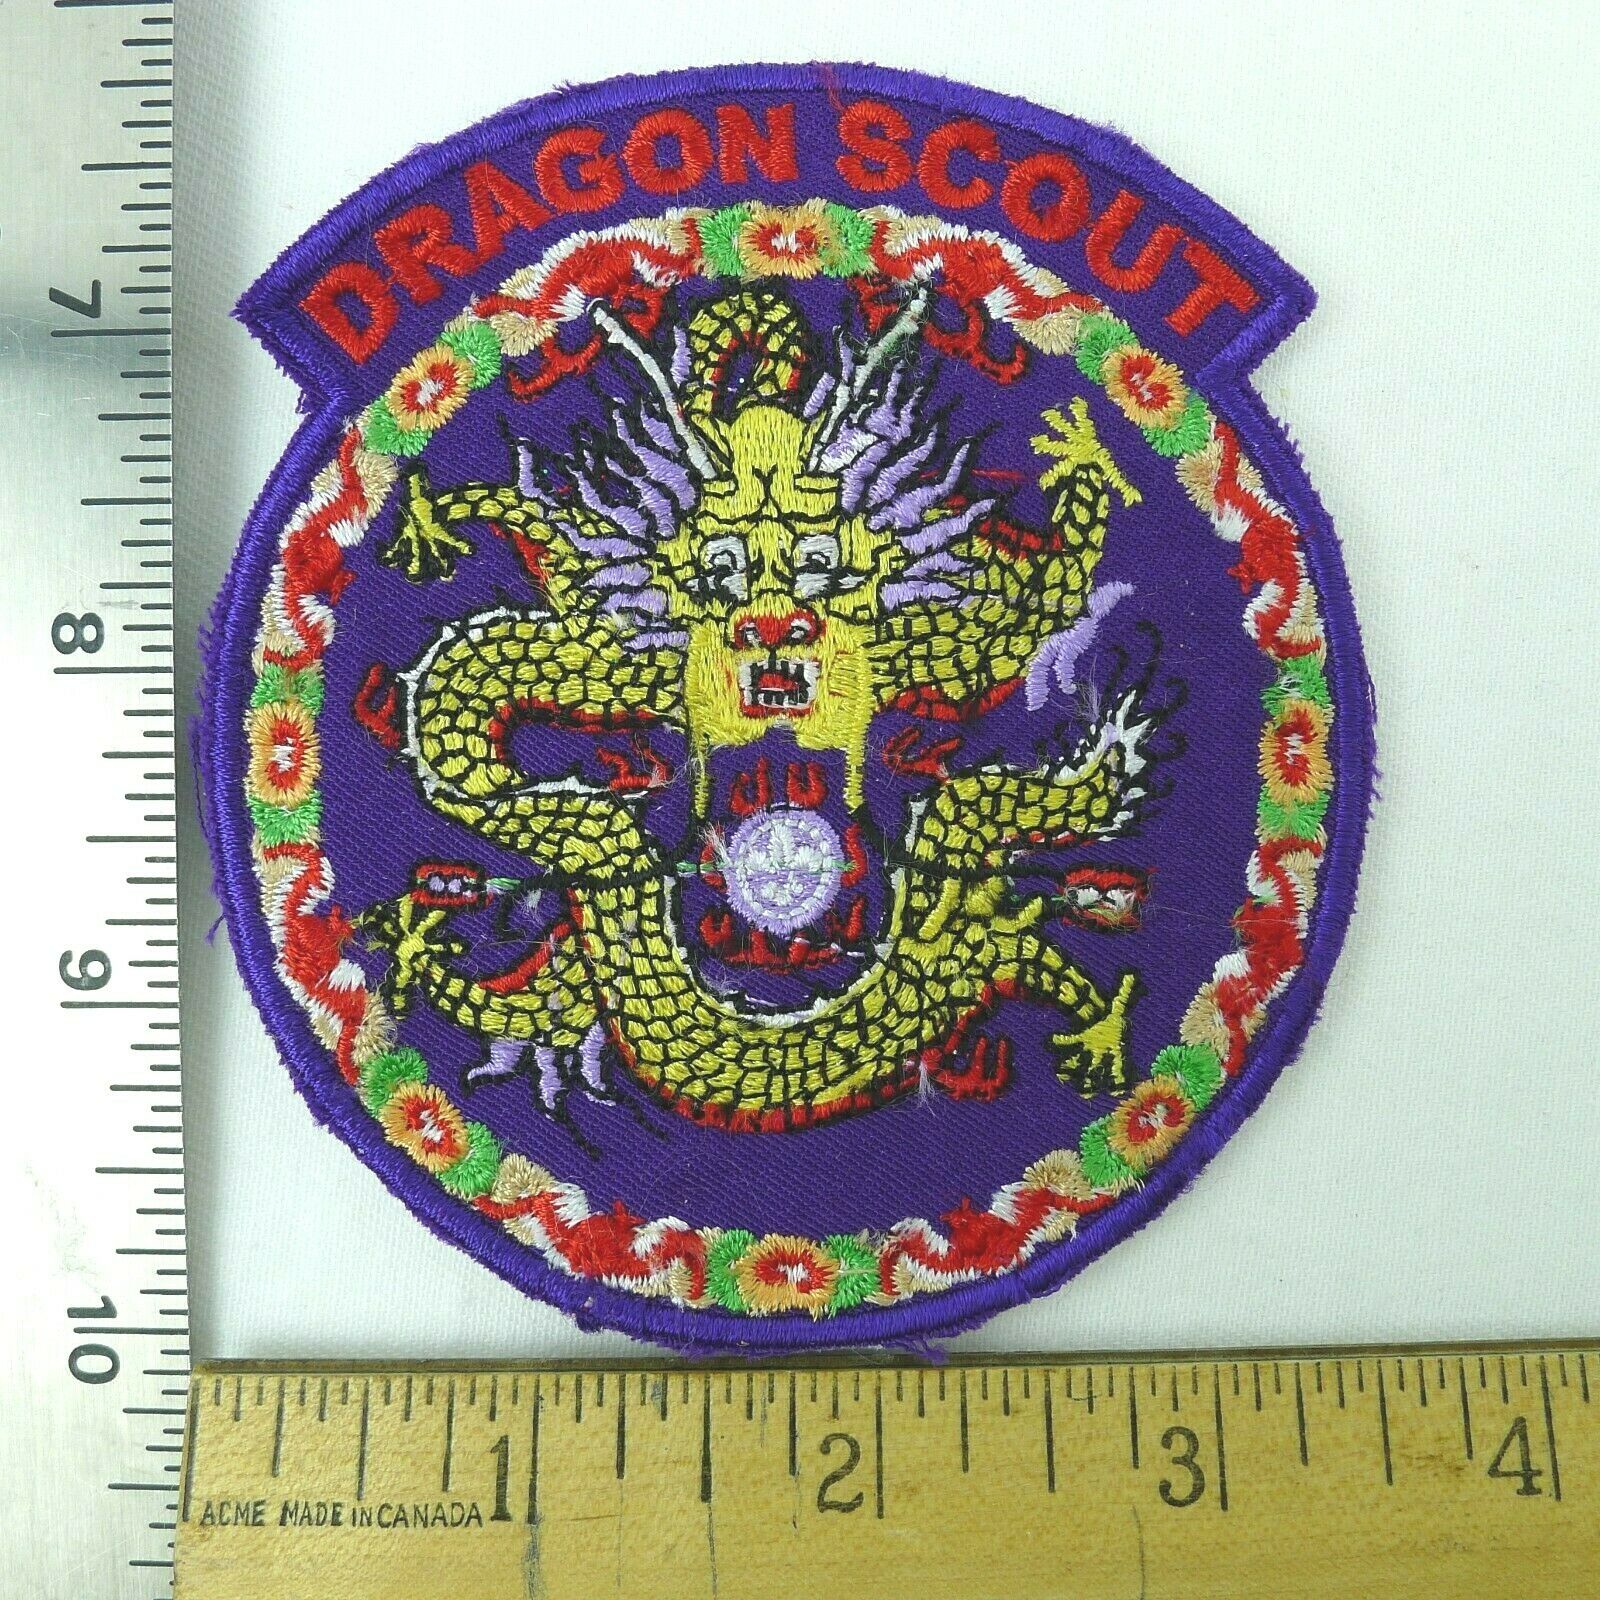 DRAGON SCOUT
7
8
9
10
1 2 3 4
ACME MADE IN CANADA